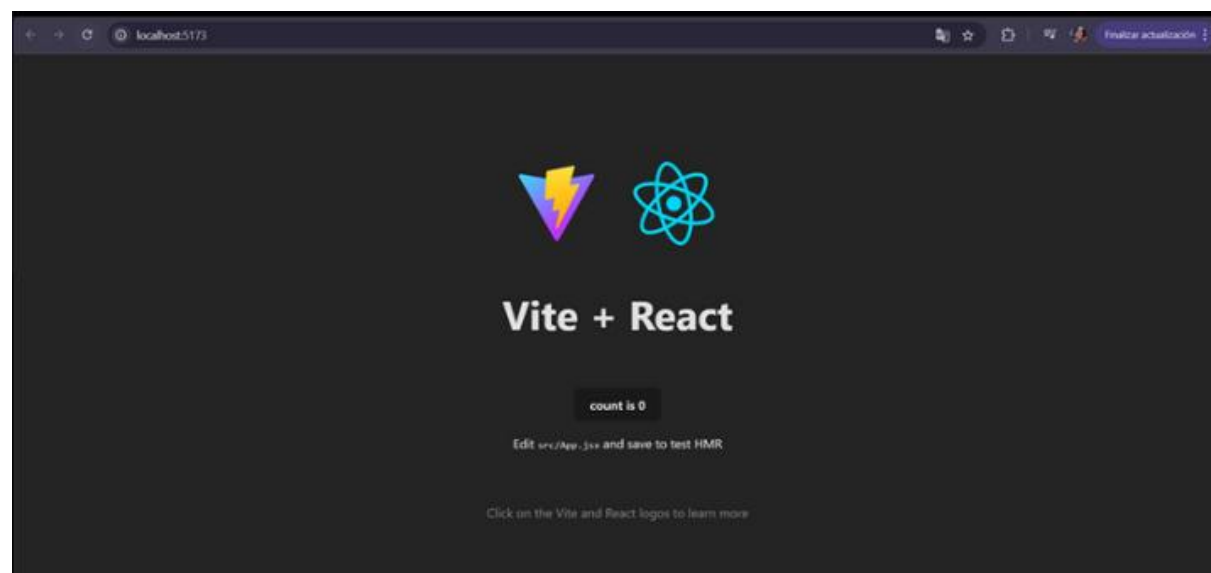 localhost:5173
Finalizar actualización
Vite + React
count is 0
Edit src/App.jsx and save to test HMR
Click on the Vite and React logos to learn more